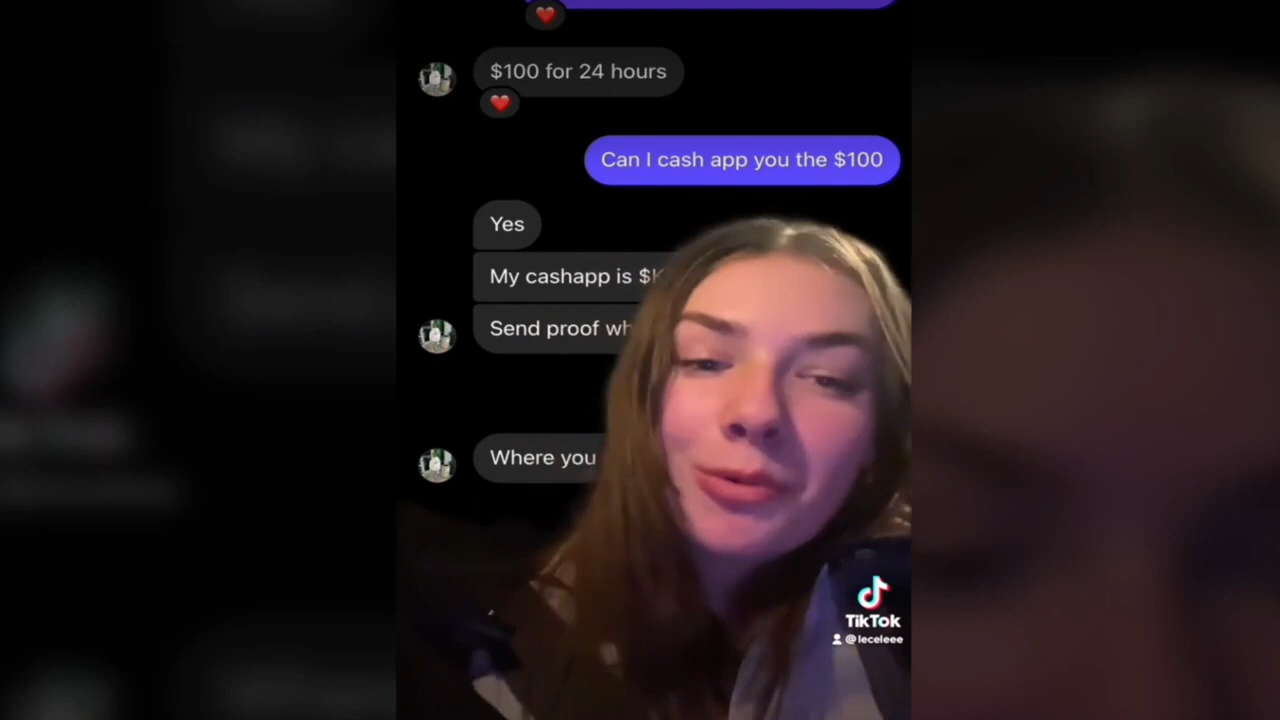 $100 for 24 hours
Can I cash app you the $100
Yes
My cashapp is $
Send proof
Where you
TikTok
@leceleee